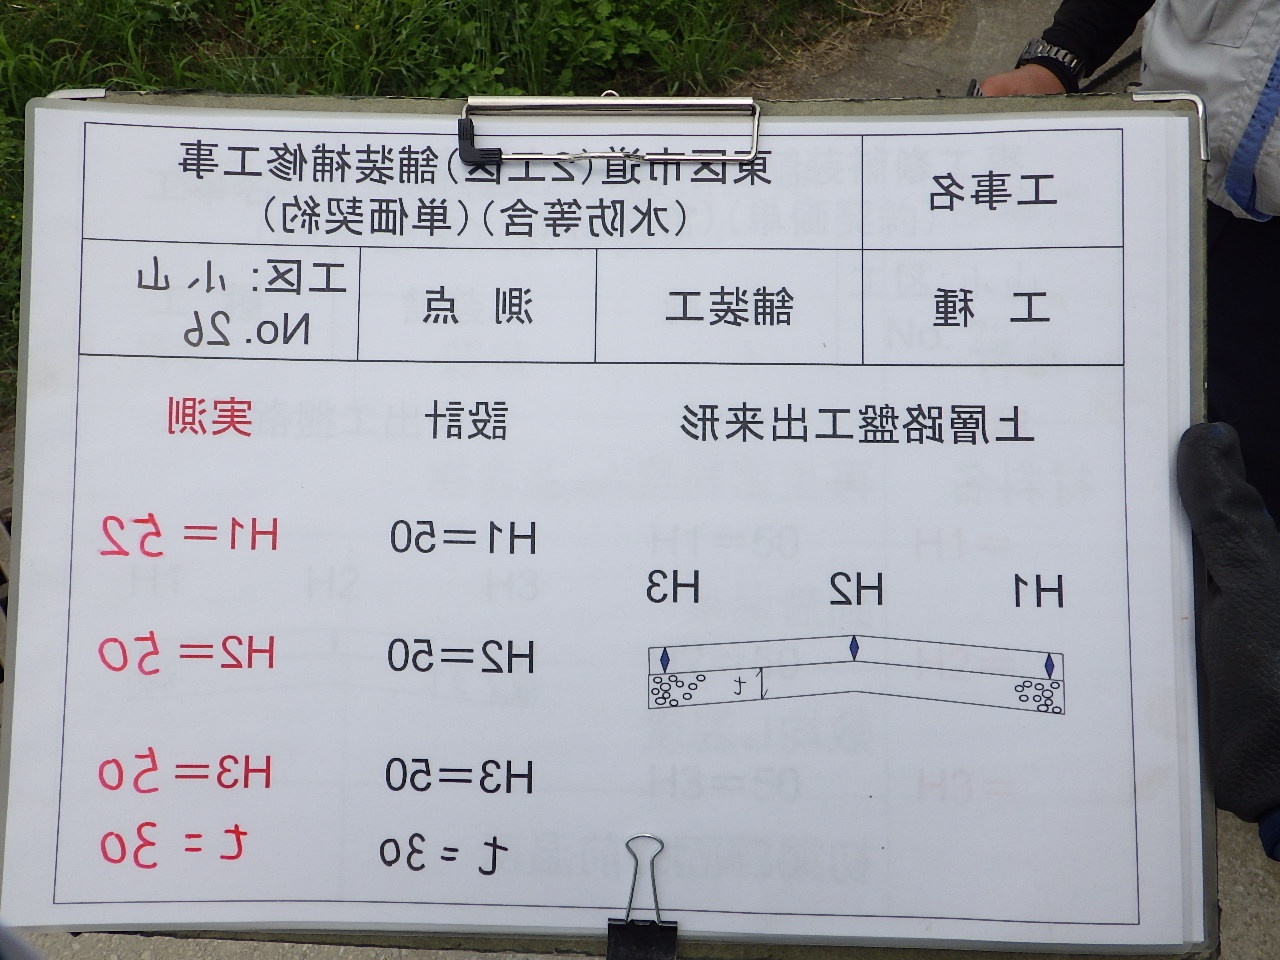 工事名
東区市道(2工区)舗装補修工事
(水防等含)(単価契約)
工 種
舗装工
測 点
工区: 小山
No. 26
上層路盤工出来形
設計
実測
H1=50
H1= 52
H1
H2
H3
t
H2=50
H2= 50
H3=50
H3= 50
t = 30
t = 30